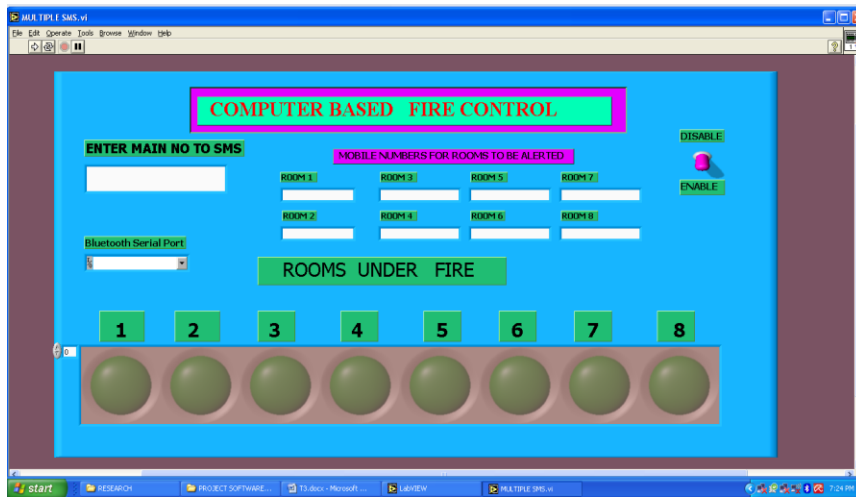 MULTIPLE SMS.vi
File Edit Operate Tools Browse Window Help
COMPUTER BASED FIRE CONTROL
DISABLE
ENTER MAIN NO TO SMS
MOBILE NUMBERS FOR ROOMS TO BE ALERTED
ROOM 1 ROOM 3 ROOM 5 ROOM 7
ENABLE
ROOM 2 ROOM 4 ROOM 6 ROOM 8
Bluetooth Serial Port
ROOMS UNDER FIRE
1 2 3 4 5 6 7 8
0
start RESEARCH PROJECT SOFTWARE... T3.docx - Microsoft ... LabVIEW MULTIPLE SMS.vi 7:24 PM